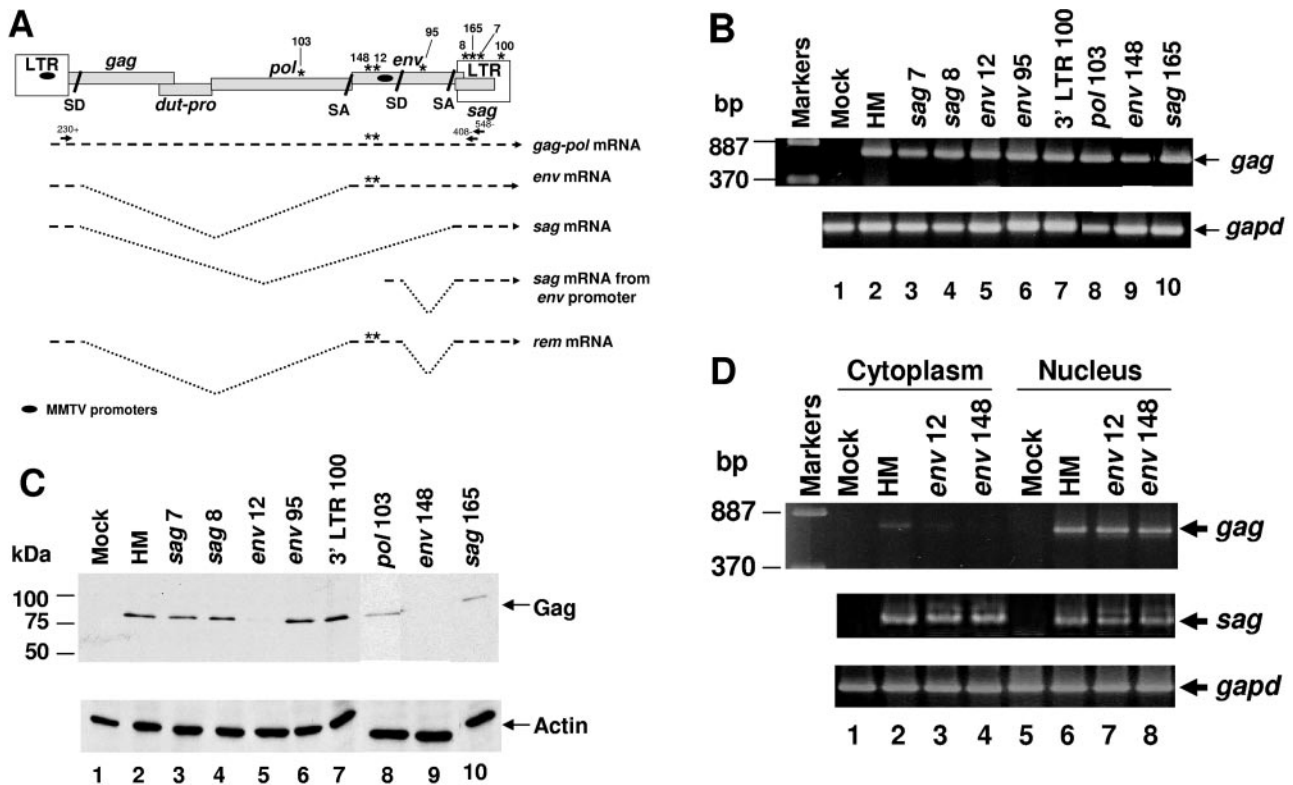 A
103
8 165 7
148 12
95
100
LTR
gag
pol
env
LTR
SD
dut-pro
SA
SD
SA
sag
230+
408-
548-
gag-pol mRNA
env mRNA
sag mRNA
sag mRNA from
env promoter
rem mRNA
MMTV promoters
B
bp
Markers
Mock
HM
sag 7
sag 8
env 12
env 95
3' LTR 100
pol 103
env 148
sag 165
887
370
gag
gapd
1 2 3 4 5 6 7 8 9 10
C
kDa
Mock
HM
sag 7
sag 8
env 12
env 95
3' LTR 100
pol 103
env 148
sag 165
100
75
50
Gag
Actin
1 2 3 4 5 6 7 8 9 10
D
Cytoplasm Nucleus
bp
Markers
Mock
HM
env 12
env 148
Mock
HM
env 12
env 148
887
370
gag
sag
gapd
1 2 3 4 5 6 7 8